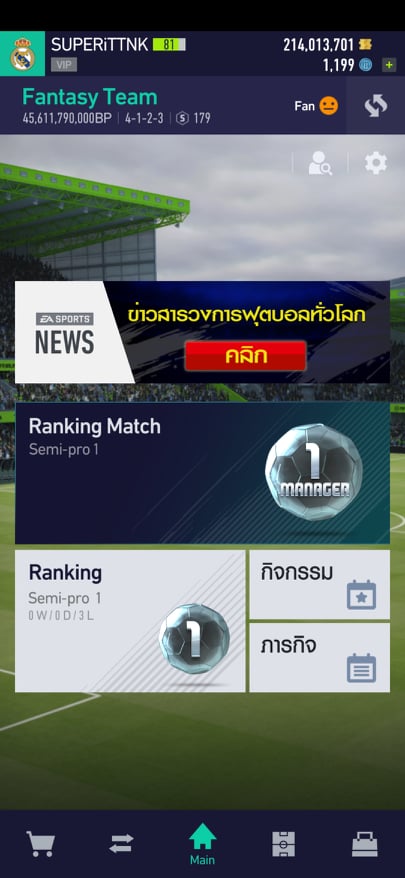 SUPERiTTNK 81 214,013,701
VIP 1,199
Fantasy Team
45,611,790,000BP 4-1-2-3 S 179
Fan
EA SPORTS
NEWS
ข่าวสารวงการฟุตบอลทั่วโลก
คลิก
Ranking Match
Semi-pro 1
1
MANAGER
Ranking
Semi-pro 1
0W/0D/3L
1
กิจกรรม
ภารกิจ
Main